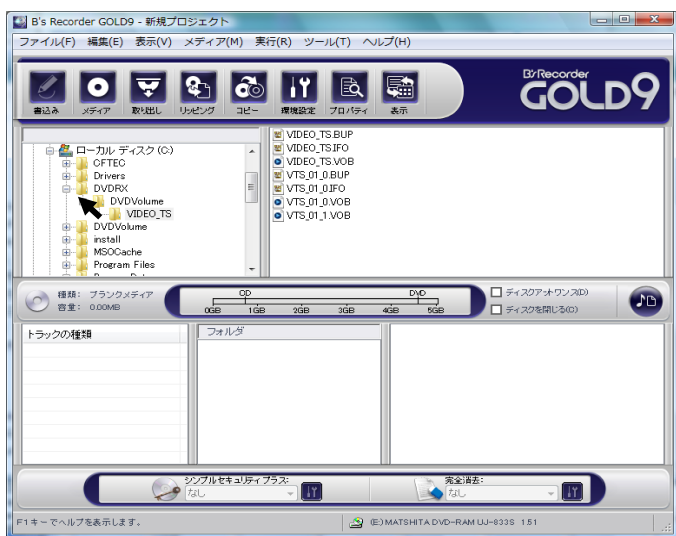 B's Recorder GOLD9 - 新規プロジェクト
ファイル(F) 編集(E) 表示(V) メディア(M) 実行(R) ツール(T) ヘルプ(H)
書込み メディア 取り出し リッピング コピー 環境設定 プロパティ 表示
B's Recorder
GOLD9
ローカル ディスク (C:)
CFTEC
Drivers
DVDRX
DVDVolume
VIDEO_TS
DVDVolume
install
MSOCache
Program Files
VIDEO_TS.BUP
VIDEO_TS.IFO
VIDEO_TS.VOB
VTS_01_0.BUP
VTS_01_0.IFO
VTS_01_0.VOB
VTS_01_1.VOB
種類: ブランクメディア
容量: 0.00MB
CD DVD
0GB 1GB 2GB 3GB 4GB 5GB
ディスクアットワンス(D)
ディスクを閉じる(C)
トラックの種類
フォルダ
シンプルセキュリティ プラス:
なし
完全消去:
なし
F1キーでヘルプを表示します。
(E:) MATSHITA DVD-RAM UJ-833S 1.51